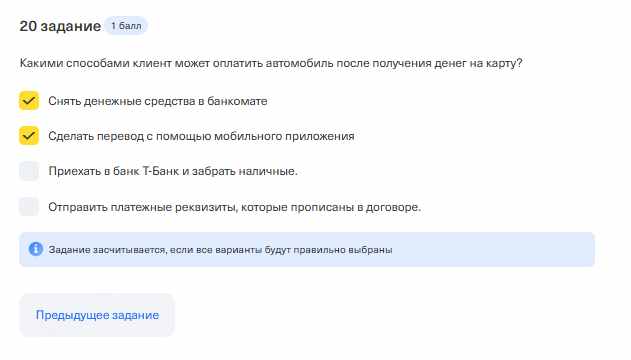 20 задание 1 балл
Какими способами клиент может оплатить автомобиль после получения денег на карту?
Снять денежные средства в банкомате
Сделать перевод с помощью мобильного приложения
Приехать в банк Т-Банк и забрать наличные.
Отправить платежные реквизиты, которые прописаны в договоре.
Задание засчитывается, если все варианты будут правильно выбраны
Предыдущее задание